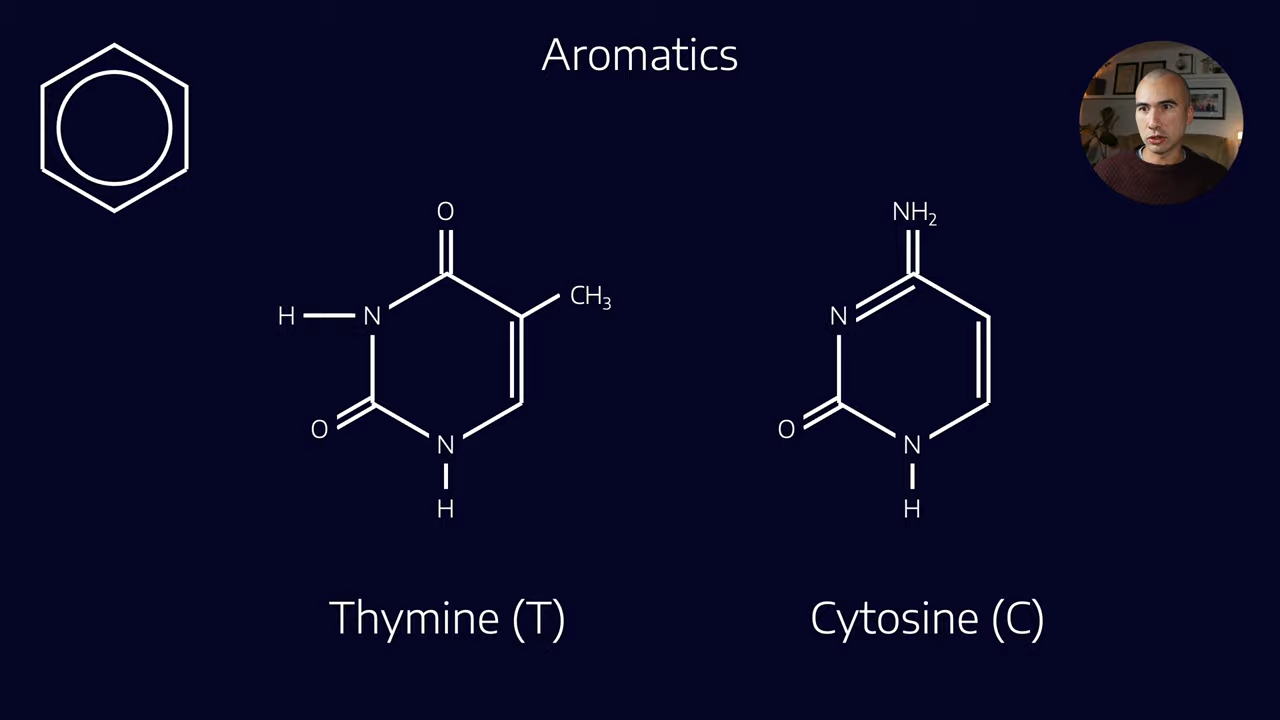 Aromatics
O
CH₃
H
N
O
N
H
NH₂
N
O
N
H
Thymine (T)
Cytosine (C)